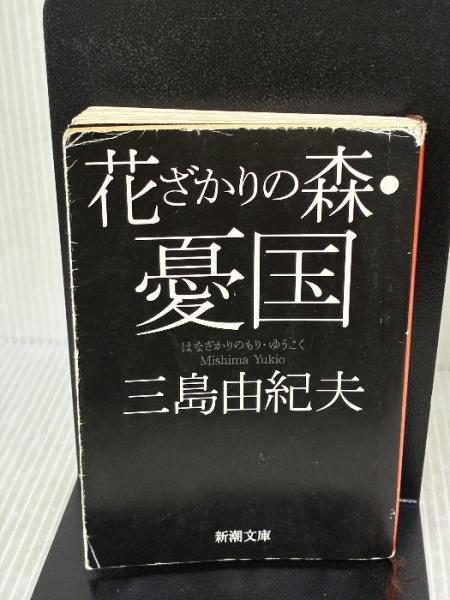 花ざかりの森・
憂国
はなざかりのもり・ゆうこく
Mishima Yukio
三島由紀夫
新潮文庫